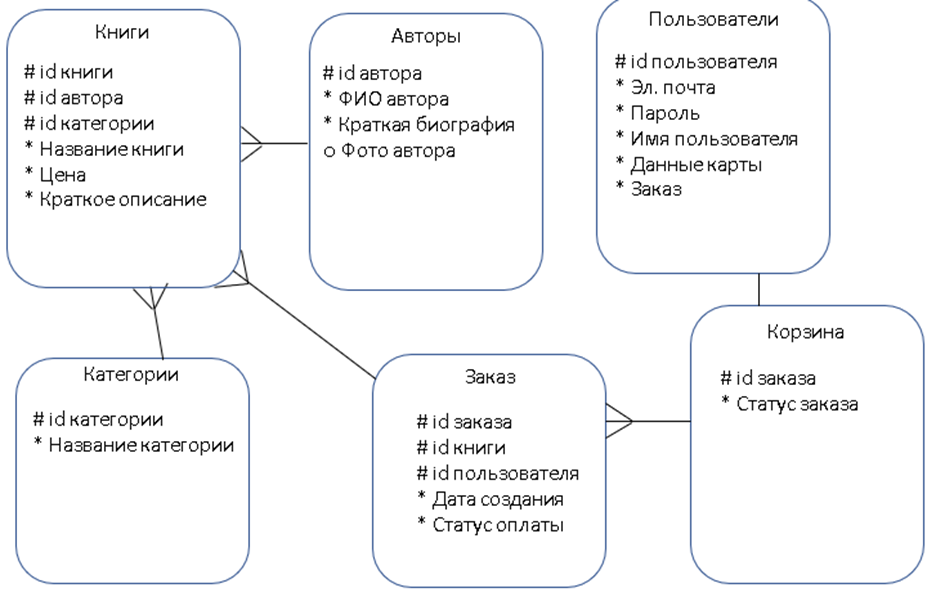 Книги
# id книги
# id автора
# id категории
* Название книги
* Цена
* Краткое описание
Авторы
# id автора
* ФИО автора
* Краткая биография
o Фото автора
Пользователи
# id пользователя
* Эл. почта
* Пароль
* Имя пользователя
* Данные карты
* Заказ
Категории
# id категории
* Название категории
Заказ
# id заказа
# id книги
# id пользователя
* Дата создания
* Статус оплаты
Корзина
# id заказа
* Статус заказа